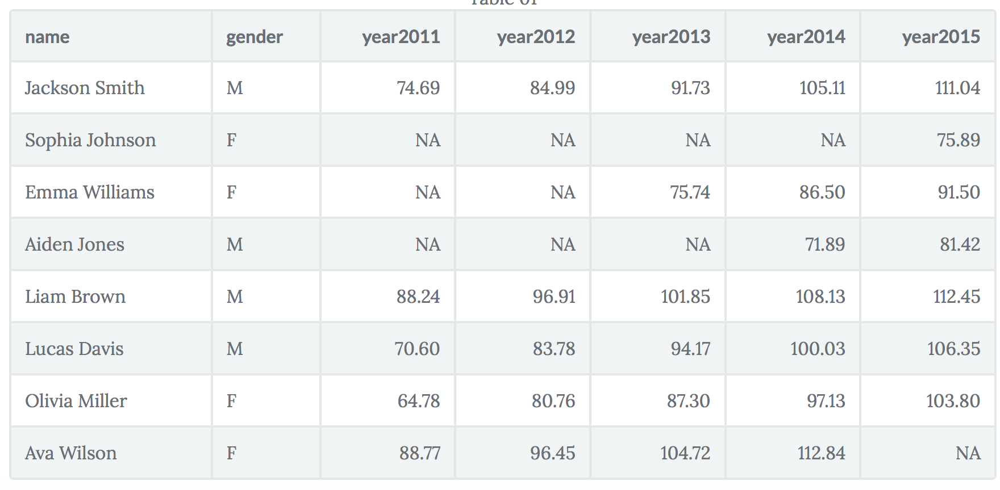 Table 01
name gender year2011 year2012 year2013 year2014 year2015
Jackson Smith M 74.69 84.99 91.73 105.11 111.04
Sophia Johnson F NA NA NA NA 75.89
Emma Williams F NA NA 75.74 86.50 91.50
Aiden Jones M NA NA NA 71.89 81.42
Liam Brown M 88.24 96.91 101.85 108.13 112.45
Lucas Davis M 70.60 83.78 94.17 100.03 106.35
Olivia Miller F 64.78 80.76 87.30 97.13 103.80
Ava Wilson F 88.77 96.45 104.72 112.84 NA